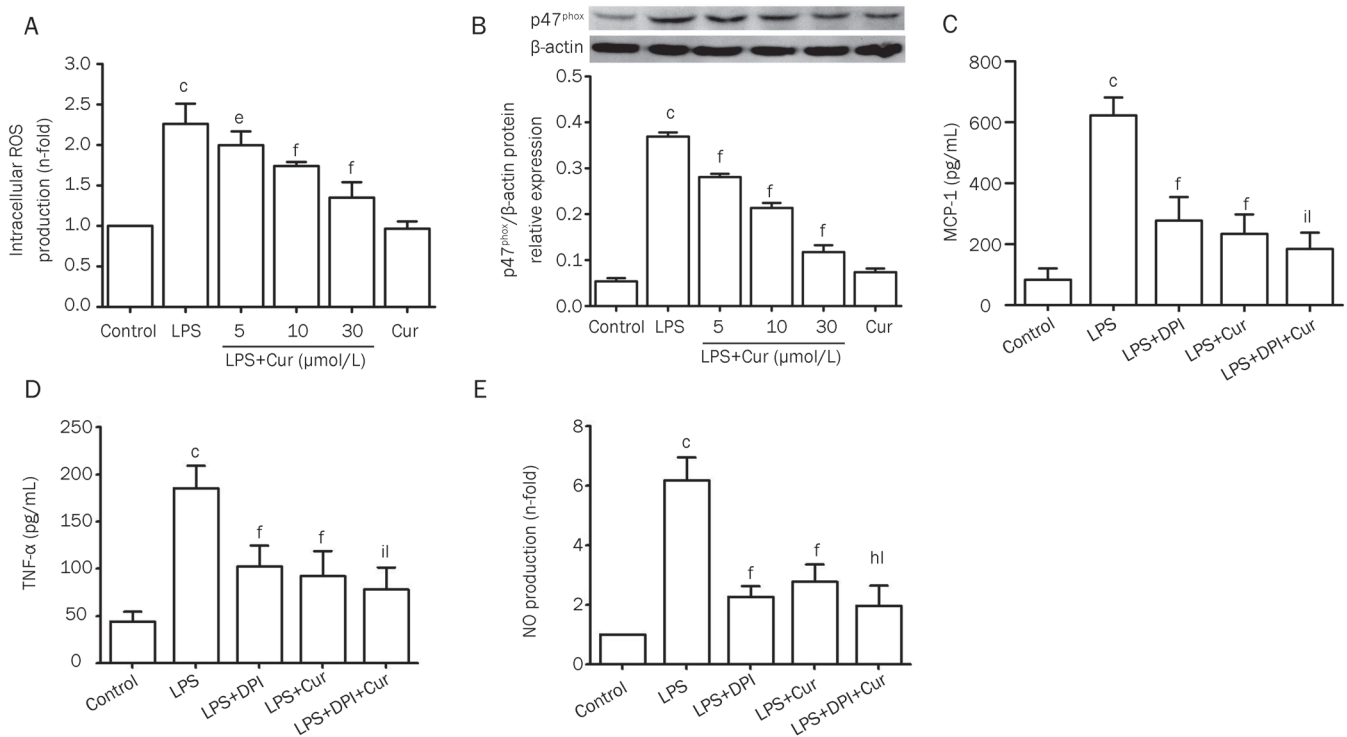 A
Intracellular ROS
production (n-fold)
3.0
2.5
2.0
1.5
1.0
0.5
0.0
c
e
f
f
Control LPS 5 10 30 Cur
LPS+Cur (μmol/L)
B
p47phox
β-actin
p47phox/β-actin protein
relative expression
0.5
0.4
0.3
0.2
0.1
0.0
c
f
f
f
Control LPS 5 10 30 Cur
LPS+Cur (μmol/L)
C
MCP-1 (pg/mL)
800
600
400
200
0
c
f
f
il
Control
LPS
LPS+DPI
LPS+Cur
LPS+DPI+Cur
D
TNF-α (pg/mL)
250
200
150
100
50
0
c
f
f
il
Control
LPS
LPS+DPI
LPS+Cur
LPS+DPI+Cur
E
NO production (n-fold)
8
6
4
2
0
c
f
f
hl
Control
LPS
LPS+DPI
LPS+Cur
LPS+DPI+Cur